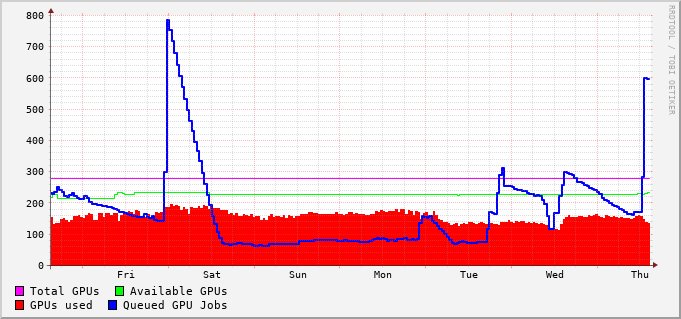 800
700
600
500
400
300
200
100
0
Fri Sat Sun Mon Tue Wed Thu
Total GPUs Available GPUs
GPUs used Queued GPU Jobs
RRDTOOL / TOBI OETIKER